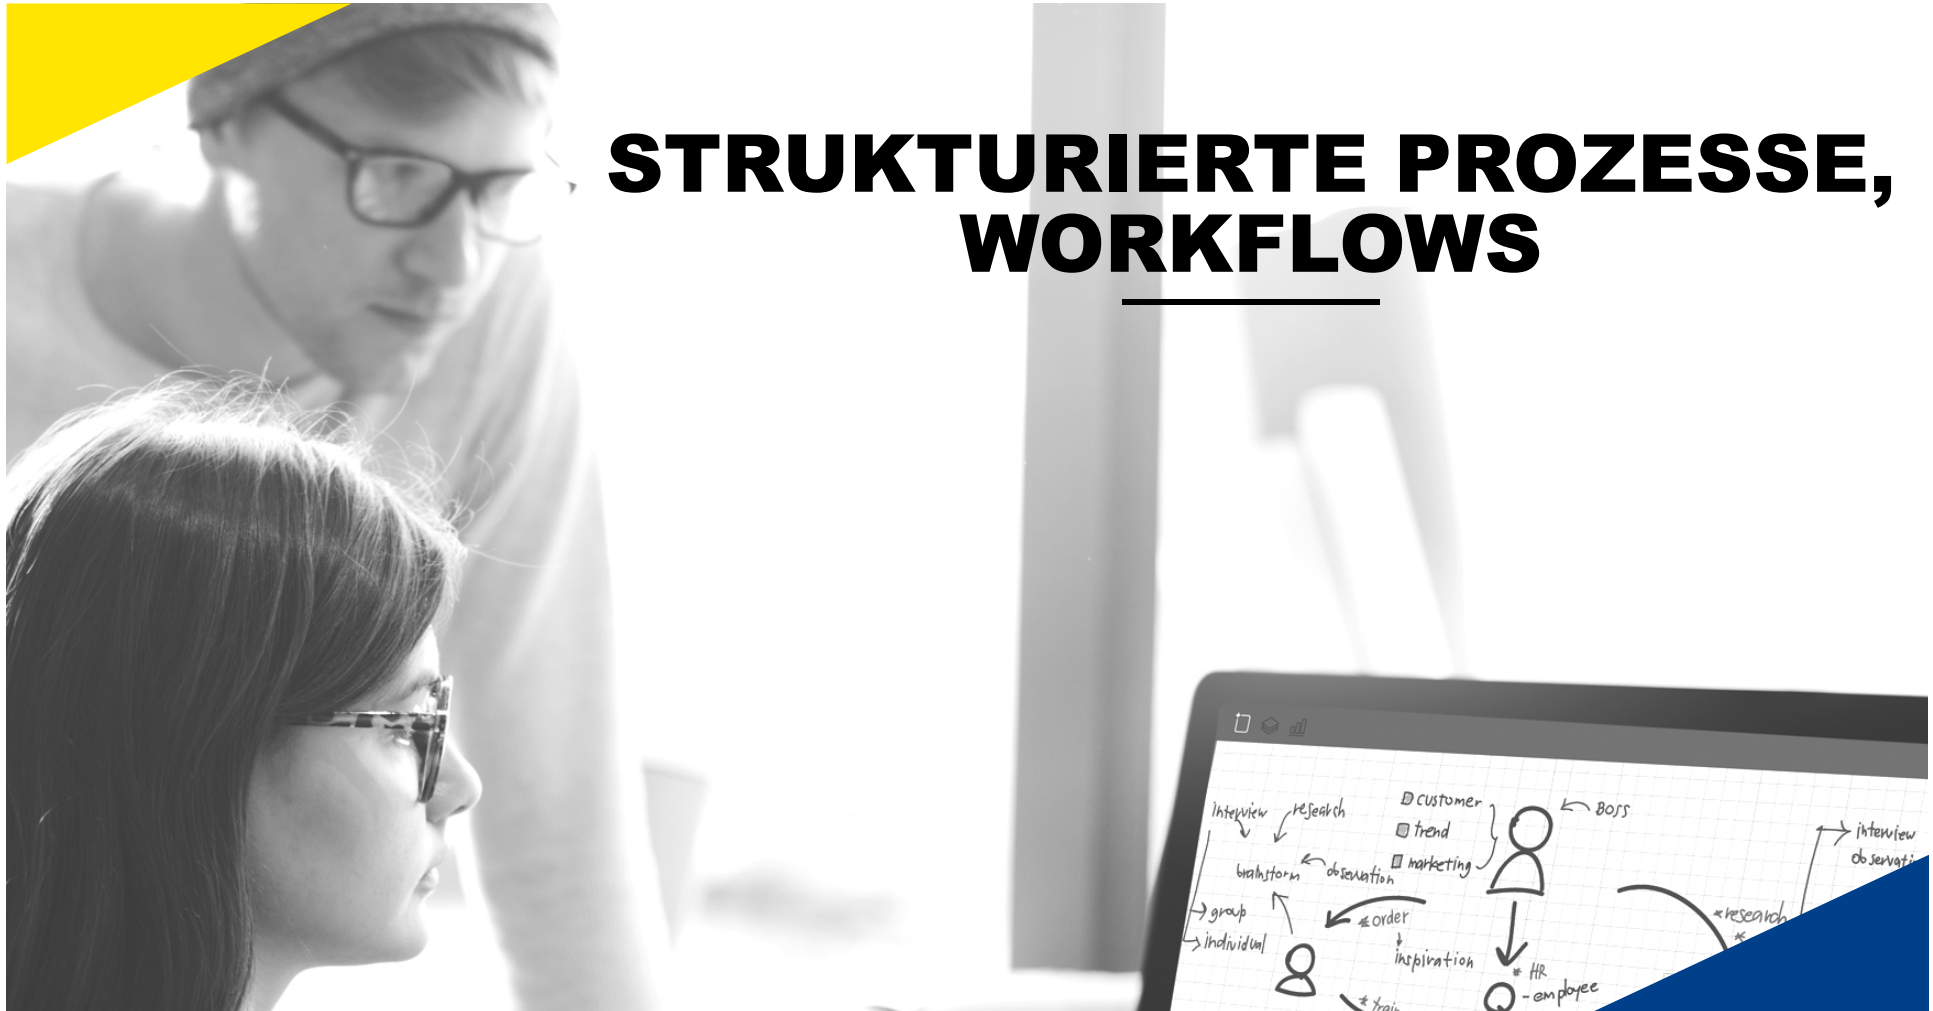 STRUKTURIERTE PROZESSE,
WORKFLOWS
interview
research
customer
trend
marketing
BOSS
brainstorm
observation
group
individual
* order
inspiration
* HR
- employee
interview
* research